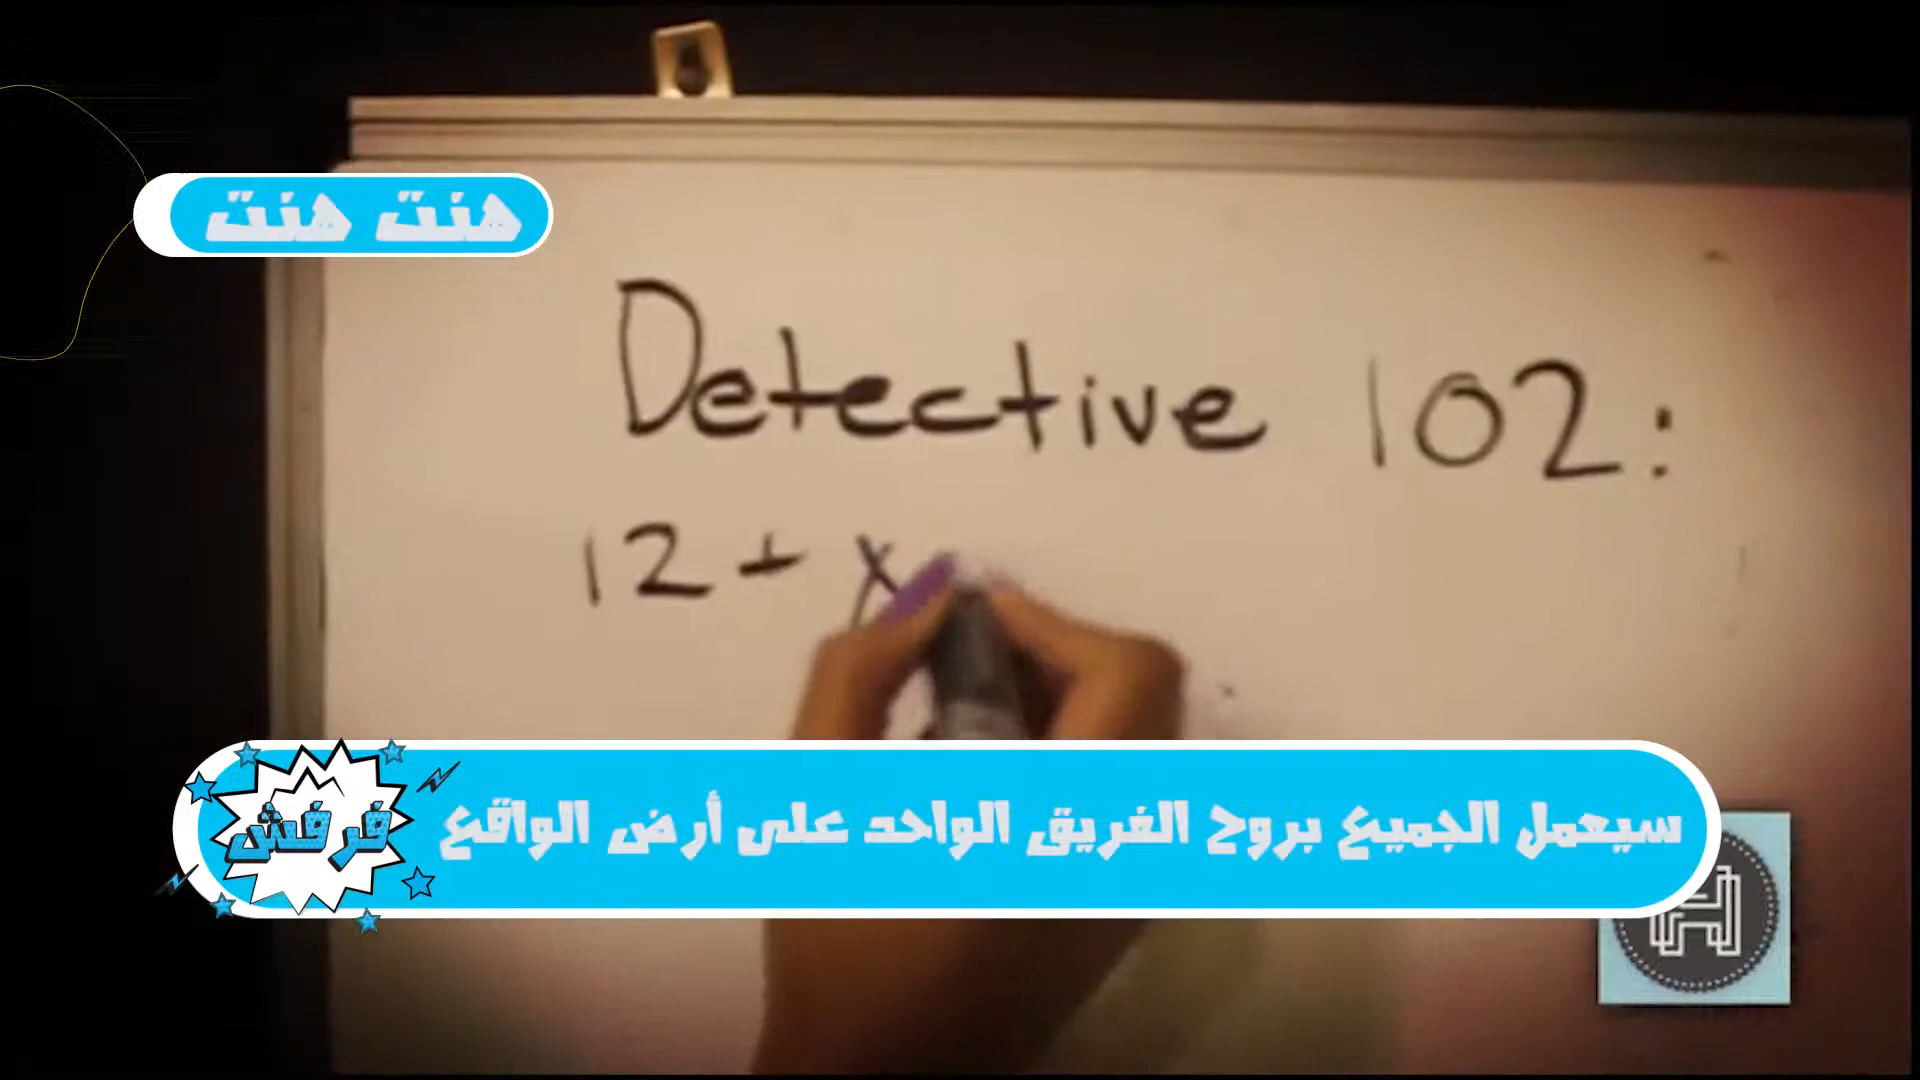 هنت هنت
Detective 102:
12 + x
سيعمل الجميع بروح الفريق الواحد على أرض الواقع
فرفش
H